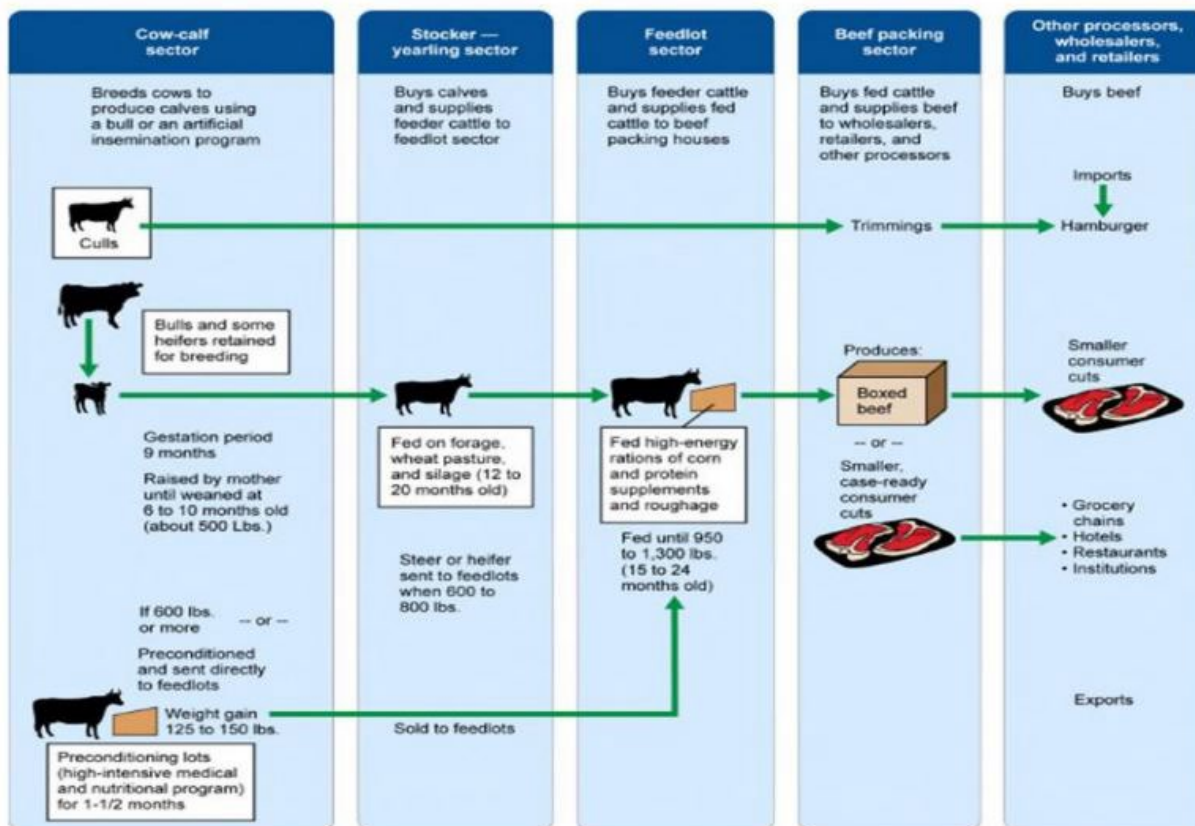 Cow-calf
sector
Breeds cows to
produce calves using
a bull or an artificial
insemination program
Culls
Bulls and some
heifers retained
for breeding
Gestation period
9 months
Raised by mother
until weaned at
6 to 10 months old
(about 500 Lbs.)
If 600 lbs.
or more
-- or --
Preconditioned
and sent directly
to feedlots
Weight gain
125 to 150 lbs.
Preconditioning lots
(high-intensive medical
and nutritional program)
for 1-1/2 months
Stocker —
yearling sector
Buys calves
and supplies
feeder cattle to
feedlot sector
Fed on forage,
wheat pasture,
and silage (12 to
20 months old)
Steer or heifer
sent to feedlots
when 600 to
800 lbs.
Sold to feedlots
Feedlot
sector
Buys feeder cattle
and supplies fed
cattle to beef
packing houses
Fed high-energy
rations of corn
and protein
supplements
and roughage
Fed until 950
to 1,300 lbs.
(15 to 24
months old)
Beef packing
sector
Buys fed cattle
and supplies beef
to wholesalers,
retailers, and
other processors
Trimmings
Produces:
Boxed
beef
-- or --
Smaller,
case-ready
consumer
cuts
Other processors,
wholesalers,
and retailers
Buys beef
Imports
Hamburger
Smaller
consumer
cuts
• Grocery
chains
• Hotels
• Restaurants
• Institutions
Exports